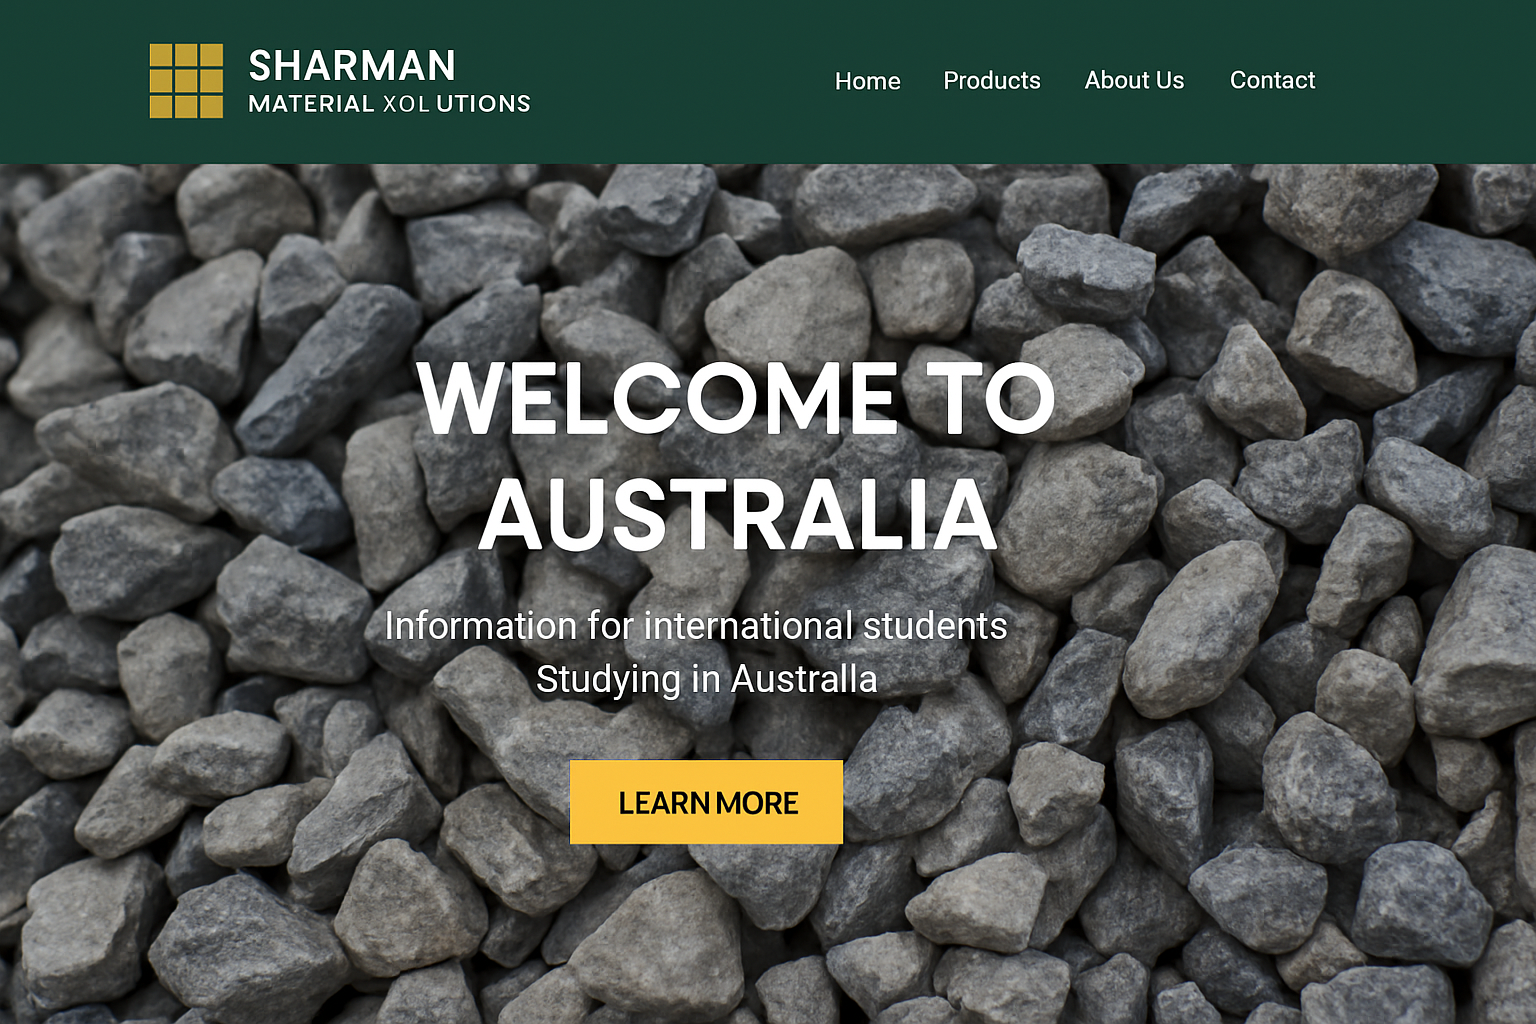 SHARMAN
MATERIAL XOL UTIONS
Home Products About Us Contact
WELCOME TO
AUSTRALIA
Information for international students
Studying in Australla
LEARN MORE